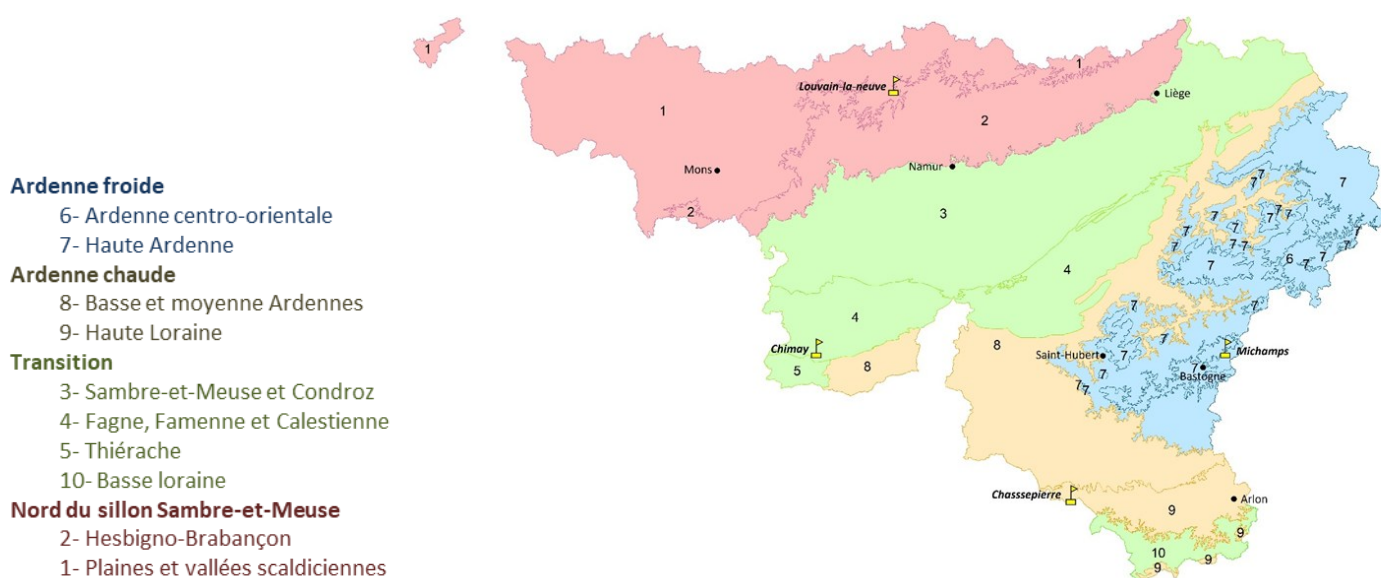 Ardenne froide
6- Ardenne centro-orientale
7- Haute Ardenne
Ardenne chaude
8- Basse et moyenne Ardennes
9- Haute Loraine
Transition
3- Sambre-et-Meuse et Condroz
4- Fagne, Famenne et Calestienne
5- Thiérache
10- Basse loraine
Nord du sillon Sambre-et-Meuse
2- Hesbigno-Brabançon
1- Plaines et vallées scaldiciennes
1
1
Louvain-la-neuve
1
Liège
2
Mons
Namur
2
3
7
7
7
7
7
7
7
7
7
7
7
7
7
7
6
7
7
4
7
7
4
7
Chimay
5
8
8
Saint-Hubert
7
7
Michamps
7
7
Bastogne
7
7
Chasssepierre
Arlon
9
9
10
9
9